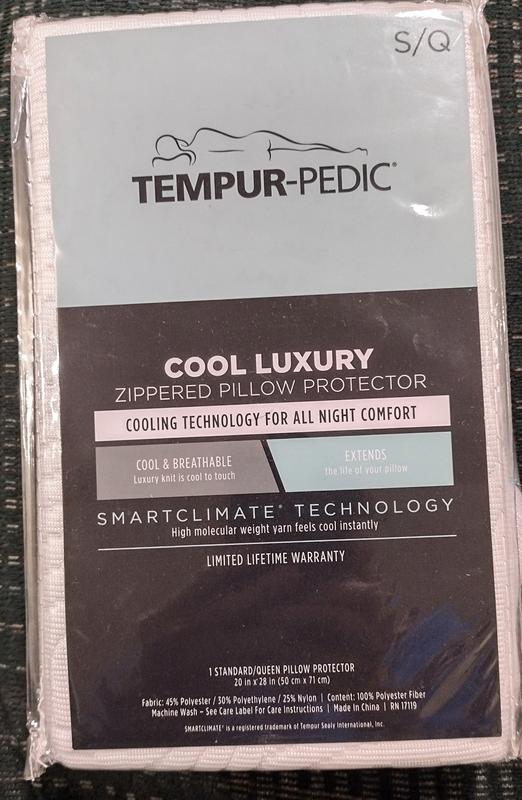 S/Q
TEMPUR-PEDIC®
COOL LUXURY
ZIPPERED PILLOW PROTECTOR
COOLING TECHNOLOGY FOR ALL NIGHT COMFORT
COOL & BREATHABLE
Luxury knit is cool to touch
EXTENDS
the life of your pillow
SMARTCLIMATE® TECHNOLOGY
High molecular weight yarn feels cool instantly
LIMITED LIFETIME WARRANTY
1 STANDARD/QUEEN PILLOW PROTECTOR
20 in x 28 in (50 cm x 71 cm)
Fabric: 45% Polyester / 30% Polyethylene / 25% Nylon | Content: 100% Polyester Fiber
Machine Wash – See Care Label For Care Instructions | Made In China | RN 17119
SMARTCLIMATE® is a registered trademark of Tempur Sealy International, Inc.